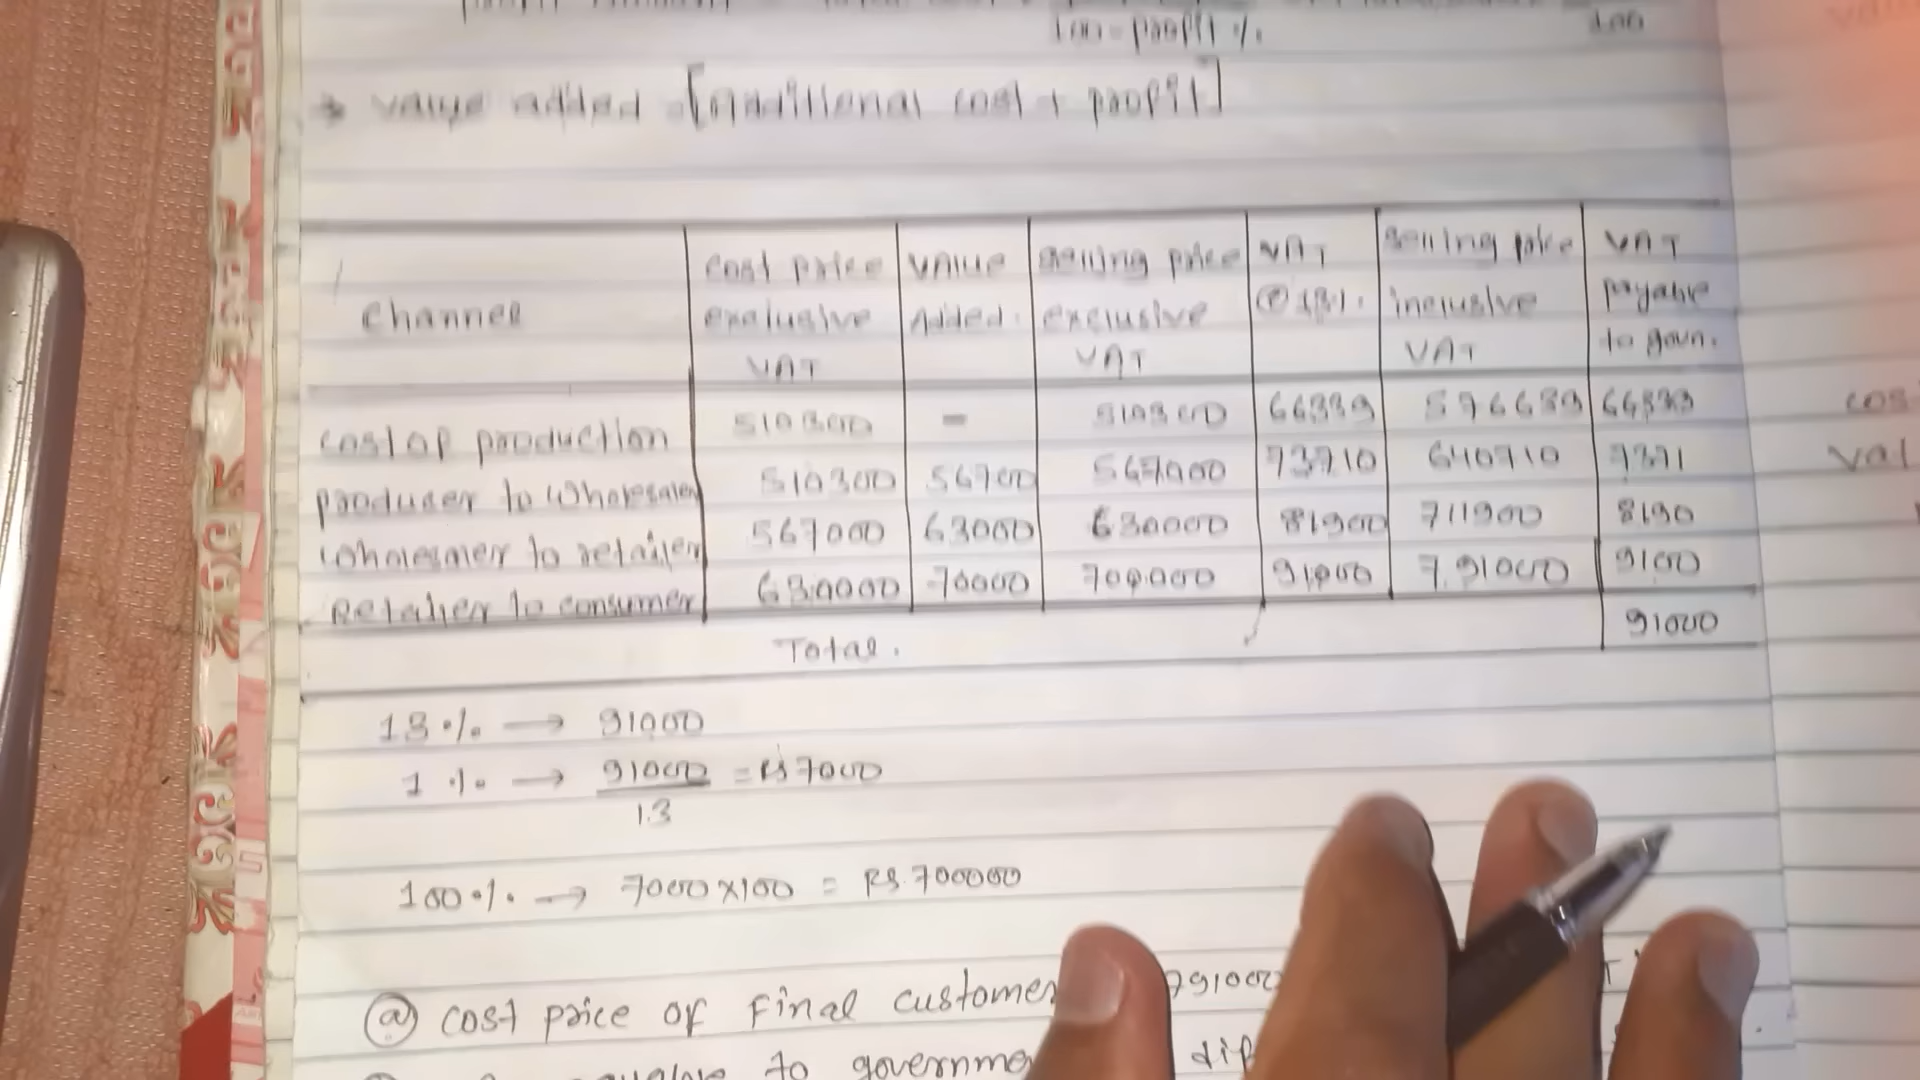 100 - profit %.
100
→ value added = [Additional cost + profit]
Channel | cost price exclusive VAT | Value Added. | selling price exclusive VAT | VAT @ 13%. | selling price inclusive VAT | VAT payable to govn.
cost of production | 510300 | - | 510300 | 66339 | 576639 | 66339
producer to wholesaler | 510300 | 56700 | 567000 | 73710 | 640710 | 7371
wholesaler to retailer | 567000 | 63000 | 630000 | 81900 | 711900 | 8190
Retailer to consumer | 630000 | 70000 | 700000 | 91000 | 791000 | 9100
Total. | 91000
13% → 91000
1% → 91000 / 13 = Rs 7000
100% → 7000 x 100 = Rs. 700000
(a) cost price of Final customer 791000
to governme dif
cos
val